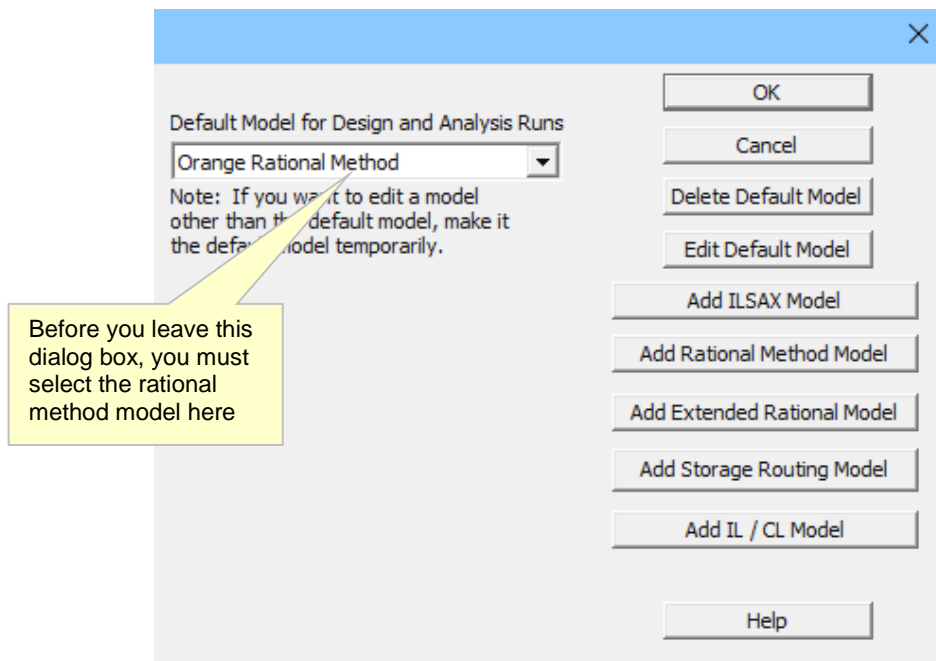 Default Model for Design and Analysis Runs
Orange Rational Method
Note: If you want to edit a model
other than the default model, make it
the default model temporarily.
Before you leave this
dialog box, you must
select the rational
method model here
OK
Cancel
Delete Default Model
Edit Default Model
Add ILSAX Model
Add Rational Method Model
Add Extended Rational Model
Add Storage Routing Model
Add IL / CL Model
Help